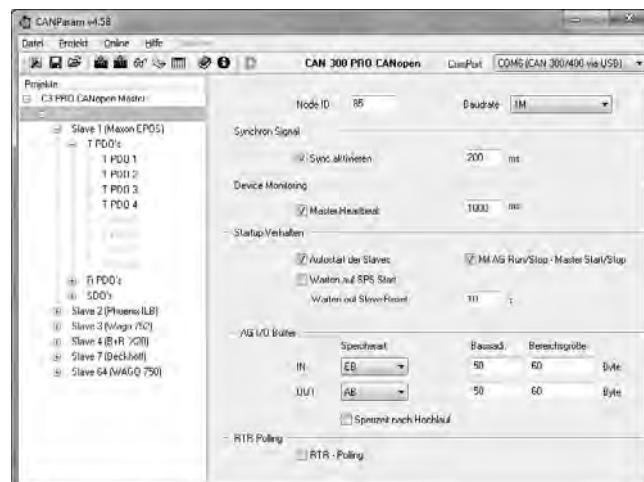 CANParam v4.58
Datei Projekt Online Hilfe
CAN 300 PRO CANopen ComPort COM6 (CAN 300/400 via USB)
Projekte
C3 PRO CANopen Master
Slave 1 (Maxon EPOS)
T PDO's
T PDO 1
T PDO 2
T PDO 3
T PDO 4
R PDO's
SDO's
Slave 2 (Phoenix ILB)
Slave 3 (Wago 752)
Slave 4 (B+R X20)
Slave 7 (Beckhoff)
Slave 64 (WAGO 750)
Node ID 85 Baudrate 1M
Synchron Signal
Sync aktivieren 200 ms
Device Monitoring
Master Heartbeat 1000 ms
Startup Verhalten
Autostart der Slaves Mit AG Run/Stop - Master Start/Stop
Warten auf SPS Start
Warten auf Slave Reset 10 s
AG I/O Buffer
Speicherart Basisad. Bereichsgröße
IN EB 50 60 Byte
OUT AB 50 60 Byte
Sperrzeit nach Hochlauf
RTR Polling
RTR - Polling